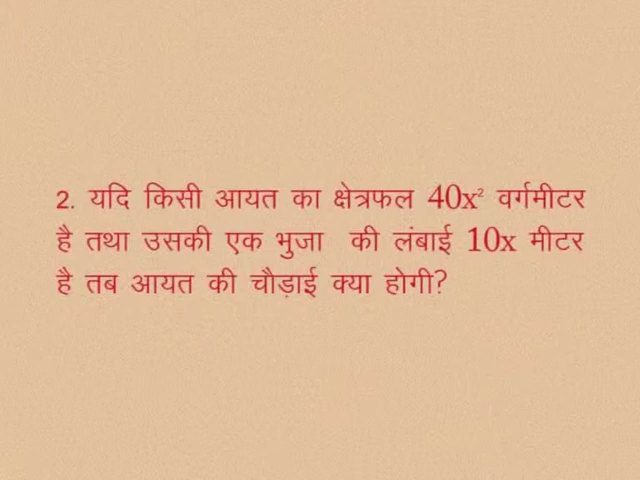 2. यदि किसी आयत का क्षेत्रफल 40x² वर्गमीटर
है तथा उसकी एक भुजा की लंबाई 10x मीटर
है तब आयत की चौड़ाई क्या होगी?